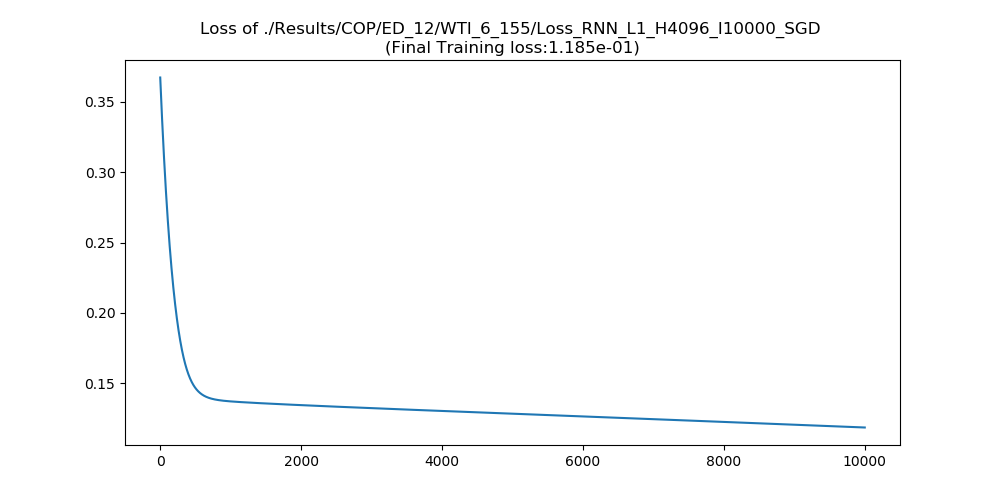 Loss of ./Results/COP/ED_12/WTI_6_155/Loss_RNN_L1_H4096_I10000_SGD
(Final Training loss:1.185e-01)
0.35
0.30
0.25
0.20
0.15
0 2000 4000 6000 8000 10000